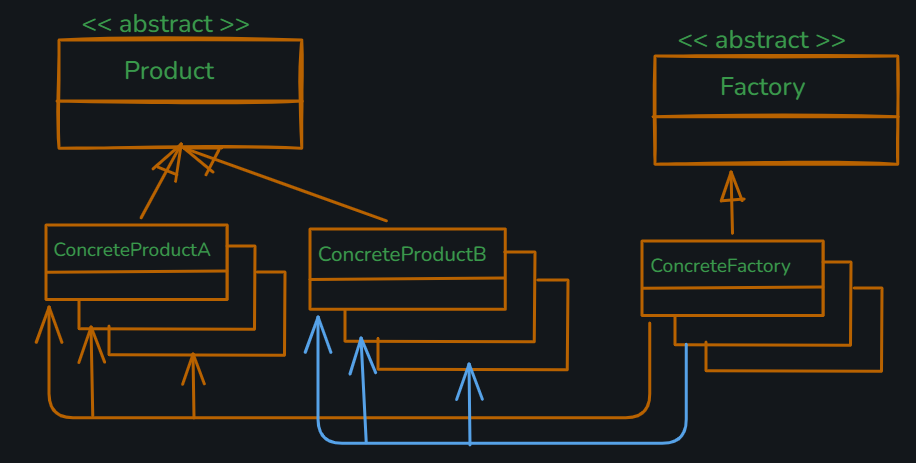 << abstract >>
Product
<< abstract >>
Factory
ConcreteProductA
ConcreteProductB
ConcreteFactory